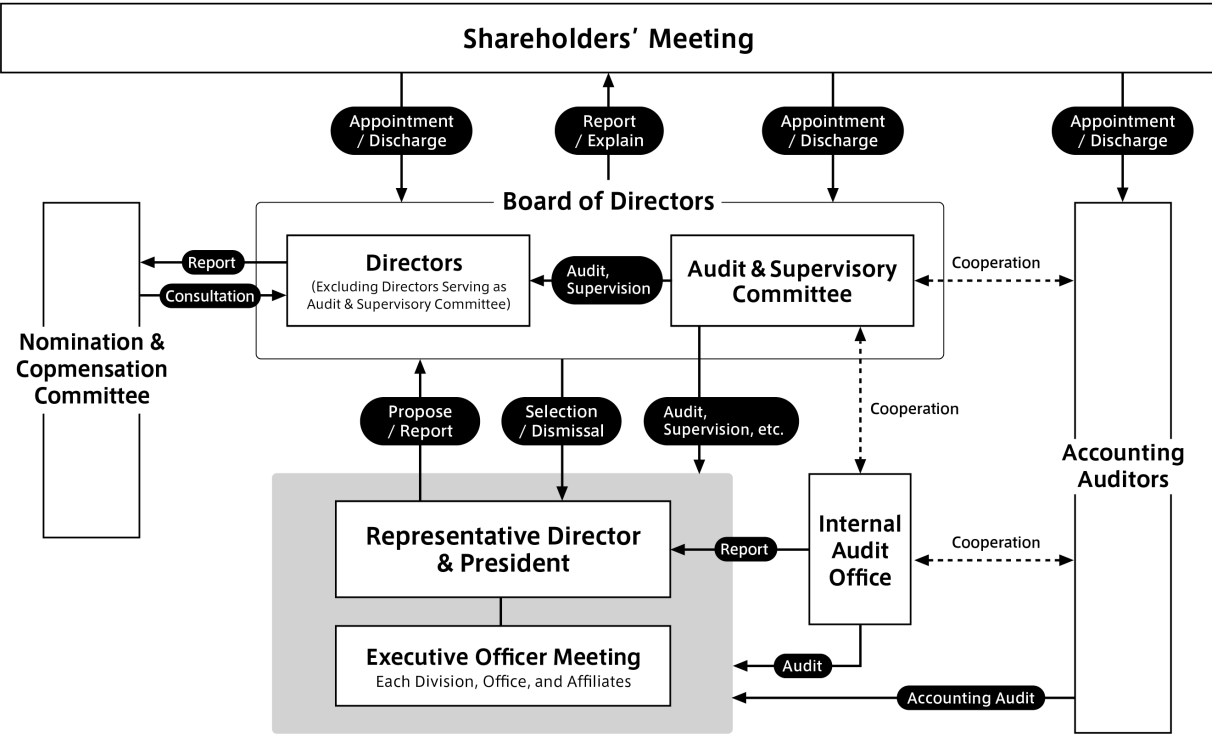 Shareholders’ Meeting
Appointment
/ Discharge
Report
/ Explain
Appointment
/ Discharge
Appointment
/ Discharge
Board of Directors
Directors
(Excluding Directors Serving as
Audit & Supervisory Committee)
Audit,
Supervision
Audit & Supervisory
Committee
Cooperation
Report
Consultation
Nomination &
Copmensation
Committee
Propose
/ Report
Selection
/ Dismissal
Audit,
Supervision, etc.
Cooperation
Accounting
Auditors
Representative Director
& President
Report
Internal
Audit
Office
Cooperation
Executive Officer Meeting
Each Division, Office, and Affiliates
Audit
Accounting Audit